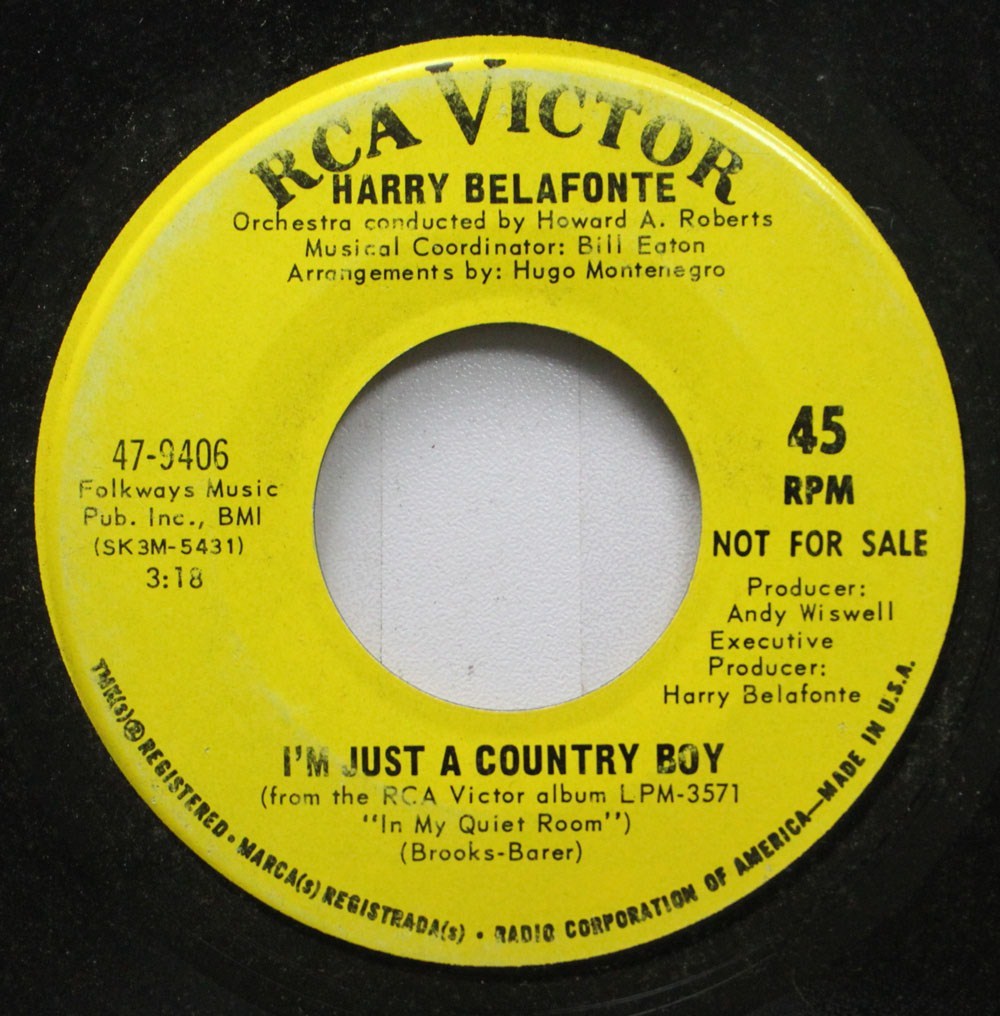 RCA VICTOR
HARRY BELAFONTE
Orchestra conducted by Howard A. Roberts
Musical Coordinator: Bill Eaton
Arrangements by: Hugo Montenegro
47-9406
Folkways Music
Pub. Inc., BMI
(SK3M-5431)
3:18
45
RPM
NOT FOR SALE
Producer:
Andy Wiswell
Executive
Producer:
Harry Belafonte
I'M JUST A COUNTRY BOY
(from the RCA Victor album LPM-3571
"In My Quiet Room")
(Brooks-Barer)
TMK(s) ® REGISTERED • MARCA(s) REGISTRADA(s) • RADIO CORPORATION OF AMERICA—MADE IN U.S.A.